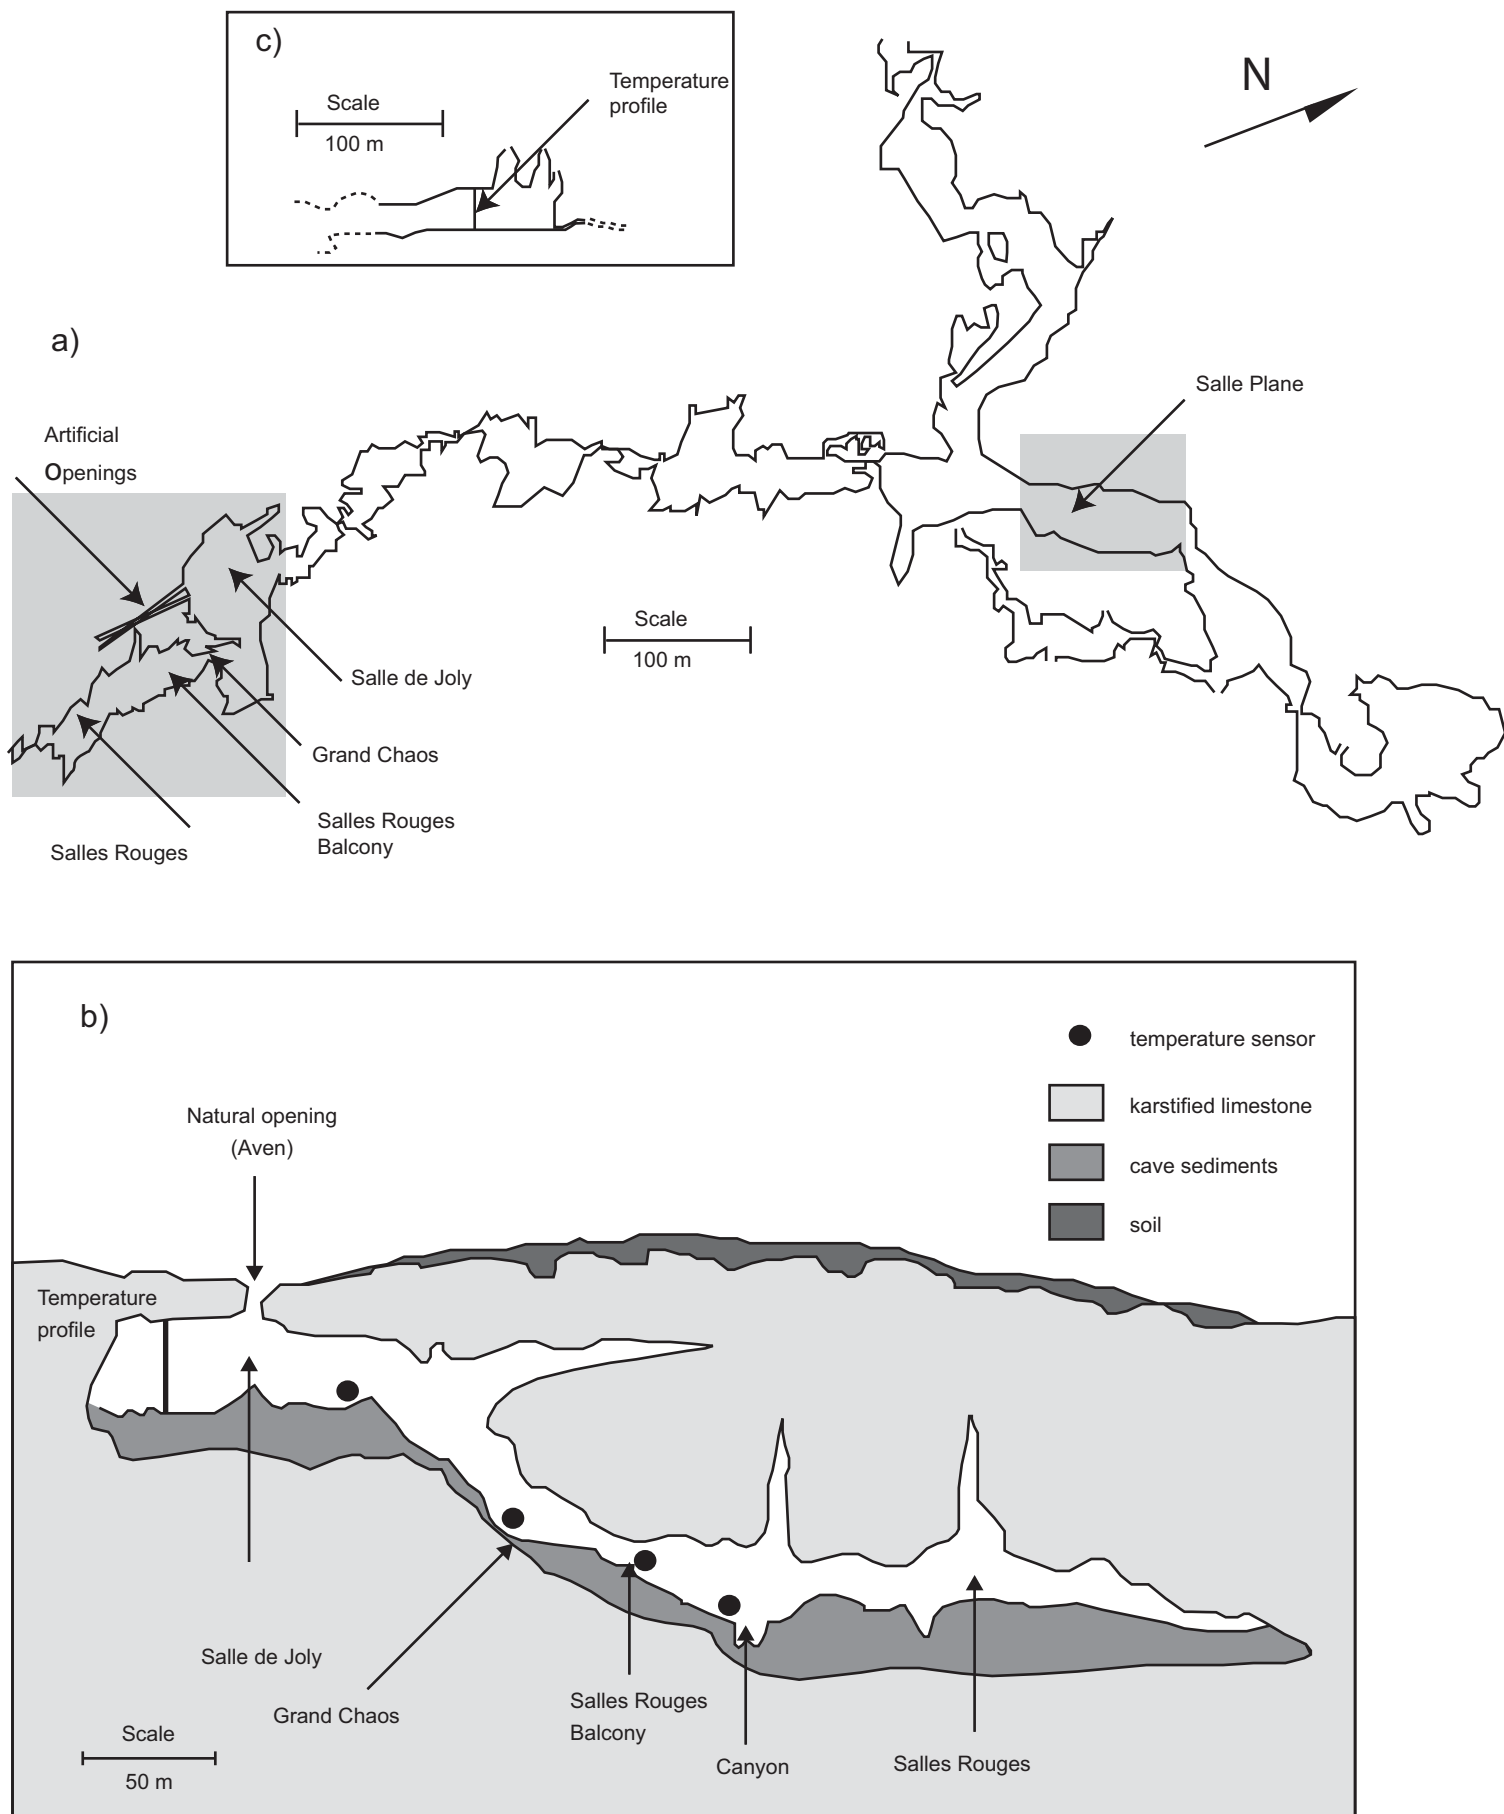 c)
Temperature
profile
Scale
100 m
N
a)
Salle Plane
Artificial
Openings
Scale
100 m
Salle de Joly
Grand Chaos
Salles Rouges
Balcony
Salles Rouges
b)
temperature sensor
karstified limestone
cave sediments
soil
Natural opening
(Aven)
Temperature
profile
Salle de Joly
Grand Chaos
Salles Rouges
Balcony
Canyon
Salles Rouges
Scale
50 m